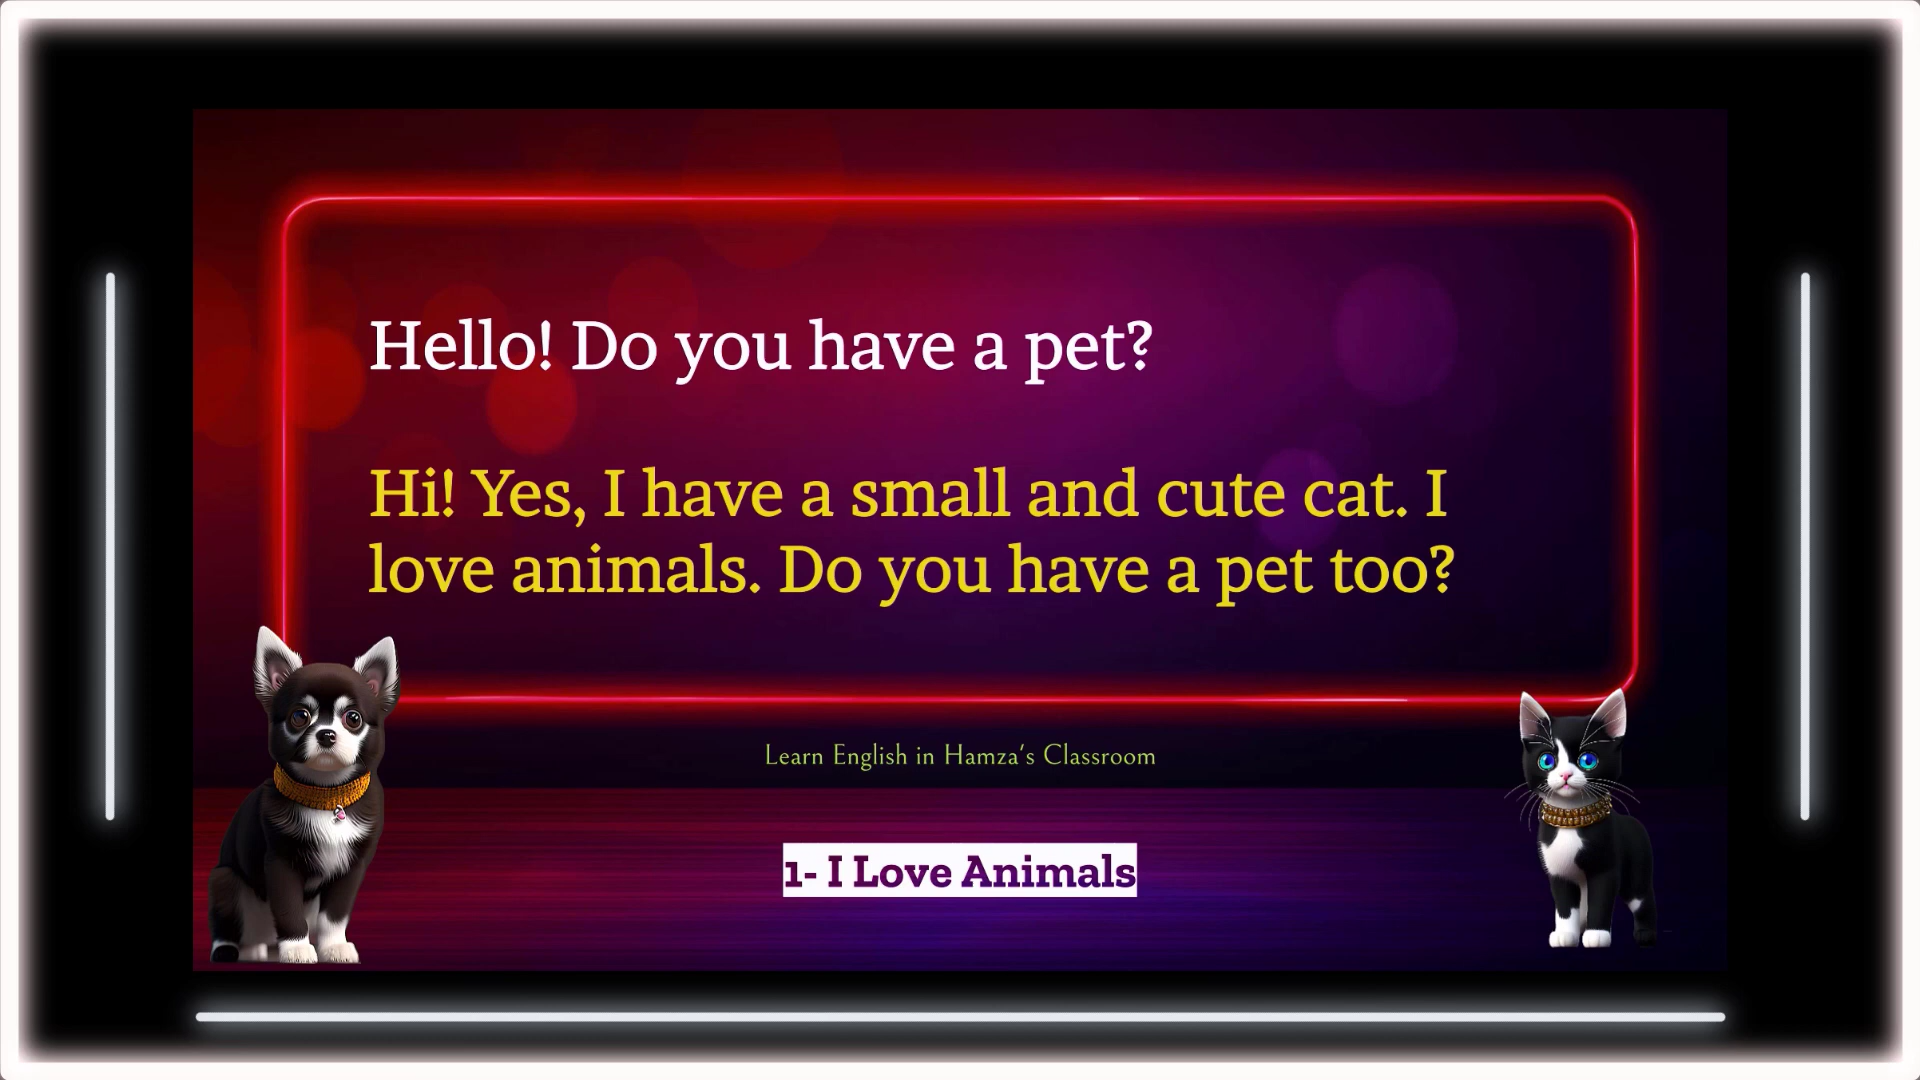 Hello! Do you have a pet?
Hi! Yes, I have a small and cute cat. I
love animals. Do you have a pet too?
Learn English in Hamza's Classroom
1- I Love Animals